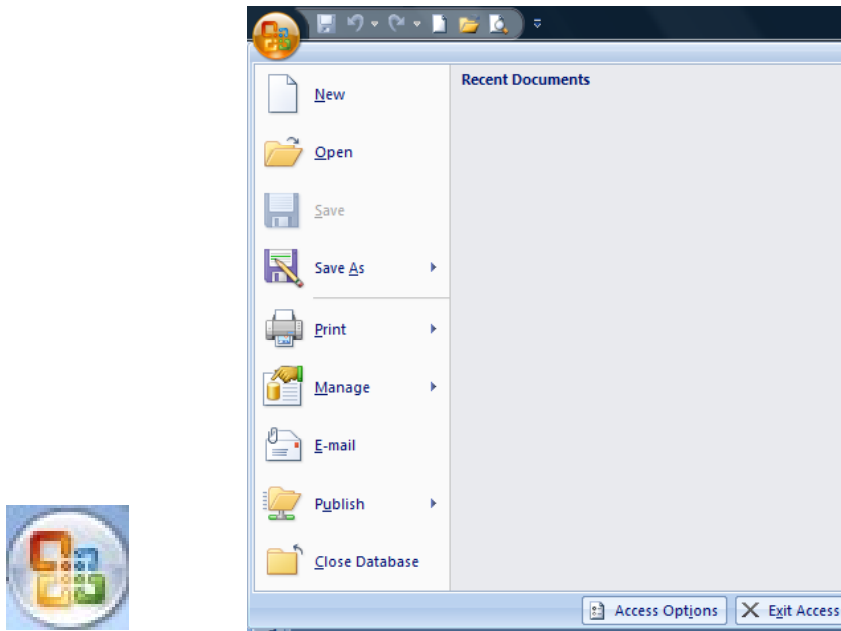 Recent Documents
New
Open
Save
Save As
Print
Manage
E-mail
Publish
Close Database
Access Options
Exit Access